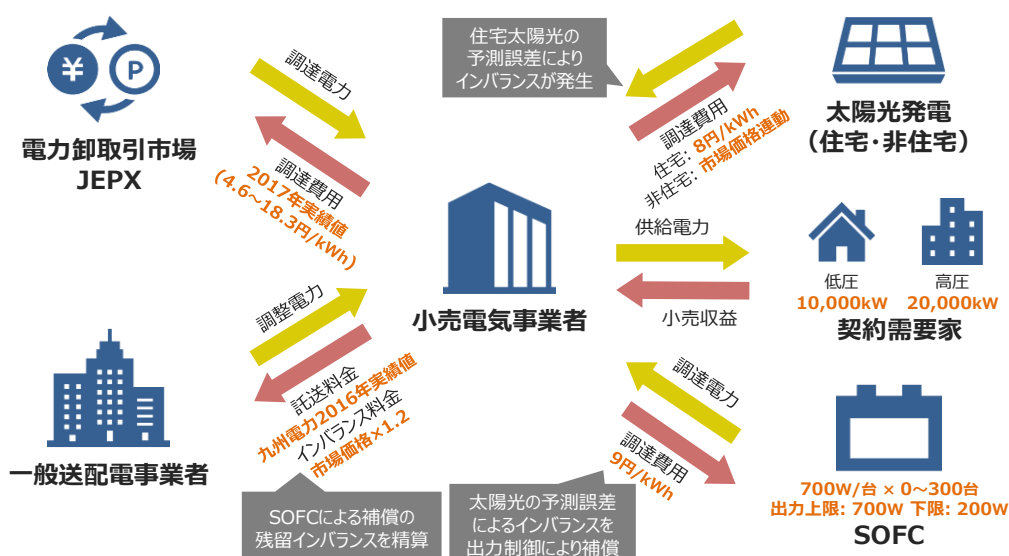 ¥
P
電力卸取引市場
JEPX
調達電力
調達費用
2017年実績値
(4.6～18.3円/kWh)
住宅太陽光の
予測誤差により
インバランスが発生
調達費用
住宅: 8円/kWh
非住宅: 市場価格連動
太陽光発電
（住宅・非住宅）
小売電気事業者
供給電力
小売収益
低圧
10,000kW
高圧
20,000kW
契約需要家
調整電力
託送料金
九州電力2016年実績値
インバランス料金
市場価格×1.2
一般送配電事業者
SOFCによる補償の
残留インバランスを精算
調達電力
調達費用
9円/kWh
太陽光の予測誤差
によるインバランスを
出力制御により補償
700W/台 × 0～300台
出力上限: 700W 下限: 200W
SOFC